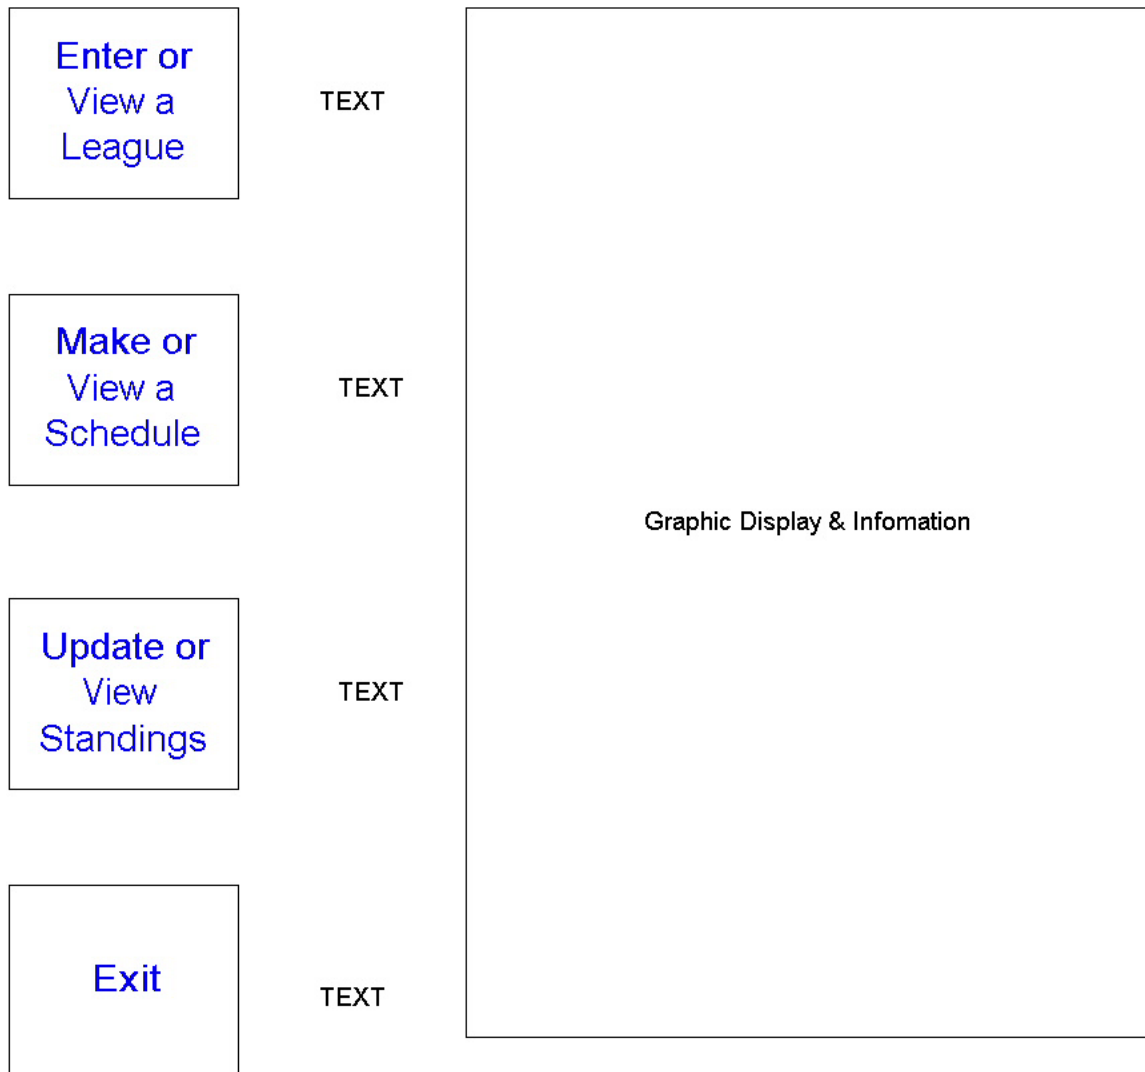 Enter or
View a
League
TEXT
Make or
View a
Schedule
TEXT
Graphic Display & Infomation
Update or
View
Standings
TEXT
Exit
TEXT